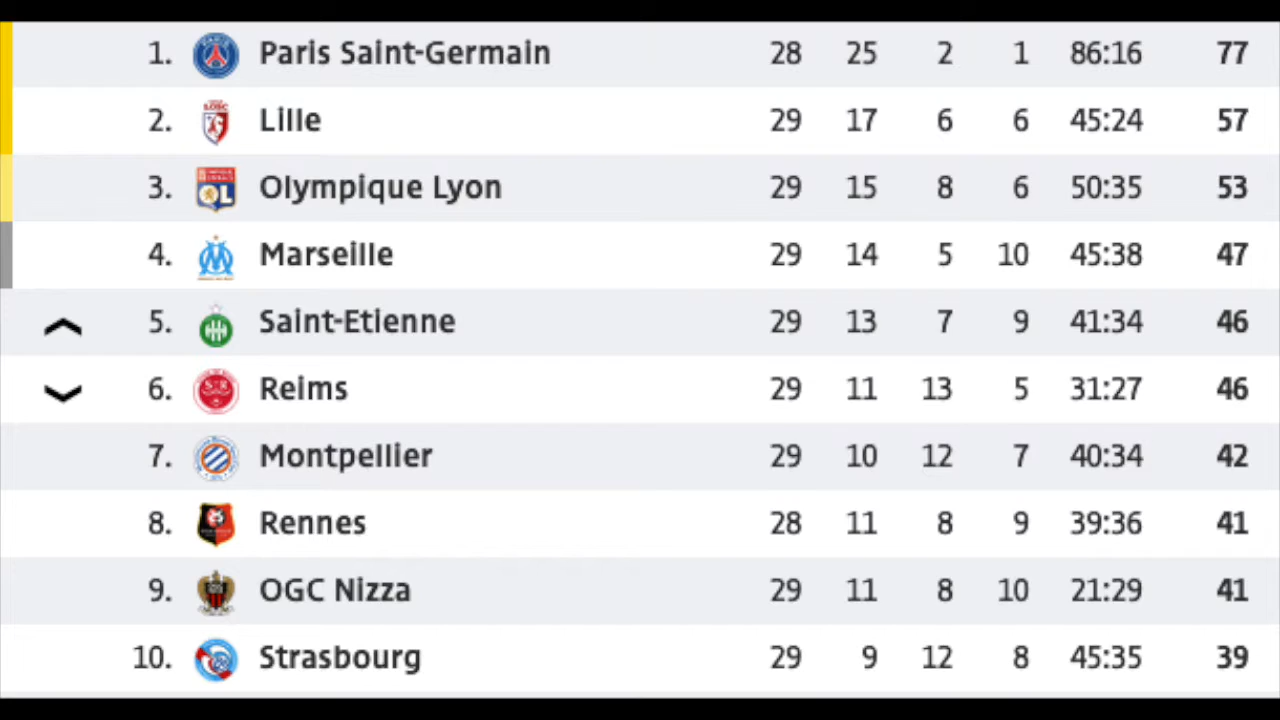 1. Paris Saint-Germain 28 25 2 1 86:16 77
2. Lille 29 17 6 6 45:24 57
3. Olympique Lyon 29 15 8 6 50:35 53
4. Marseille 29 14 5 10 45:38 47
5. Saint-Etienne 29 13 7 9 41:34 46
6. Reims 29 11 13 5 31:27 46
7. Montpellier 29 10 12 7 40:34 42
8. Rennes 28 11 8 9 39:36 41
9. OGC Nizza 29 11 8 10 21:29 41
10. Strasbourg 29 9 12 8 45:35 39